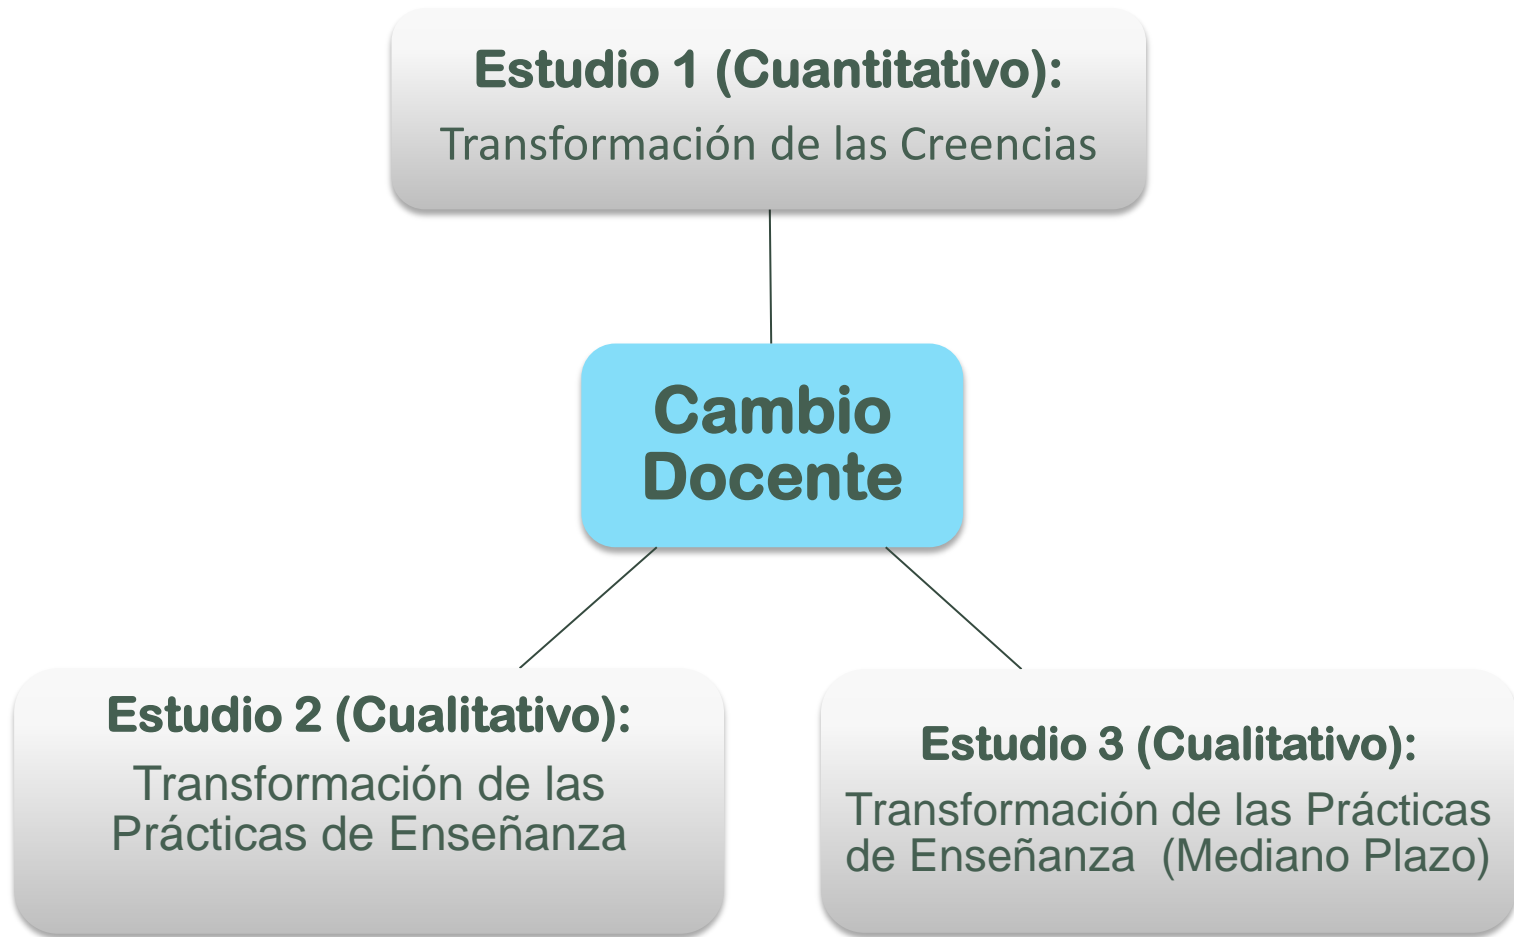 Estudio 1 (Cuantitativo):
Transformación de las Creencias
Cambio
Docente
Estudio 2 (Cualitativo):
Transformación de las
Prácticas de Enseñanza
Estudio 3 (Cualitativo):
Transformación de las Prácticas
de Enseñanza  (Mediano Plazo)